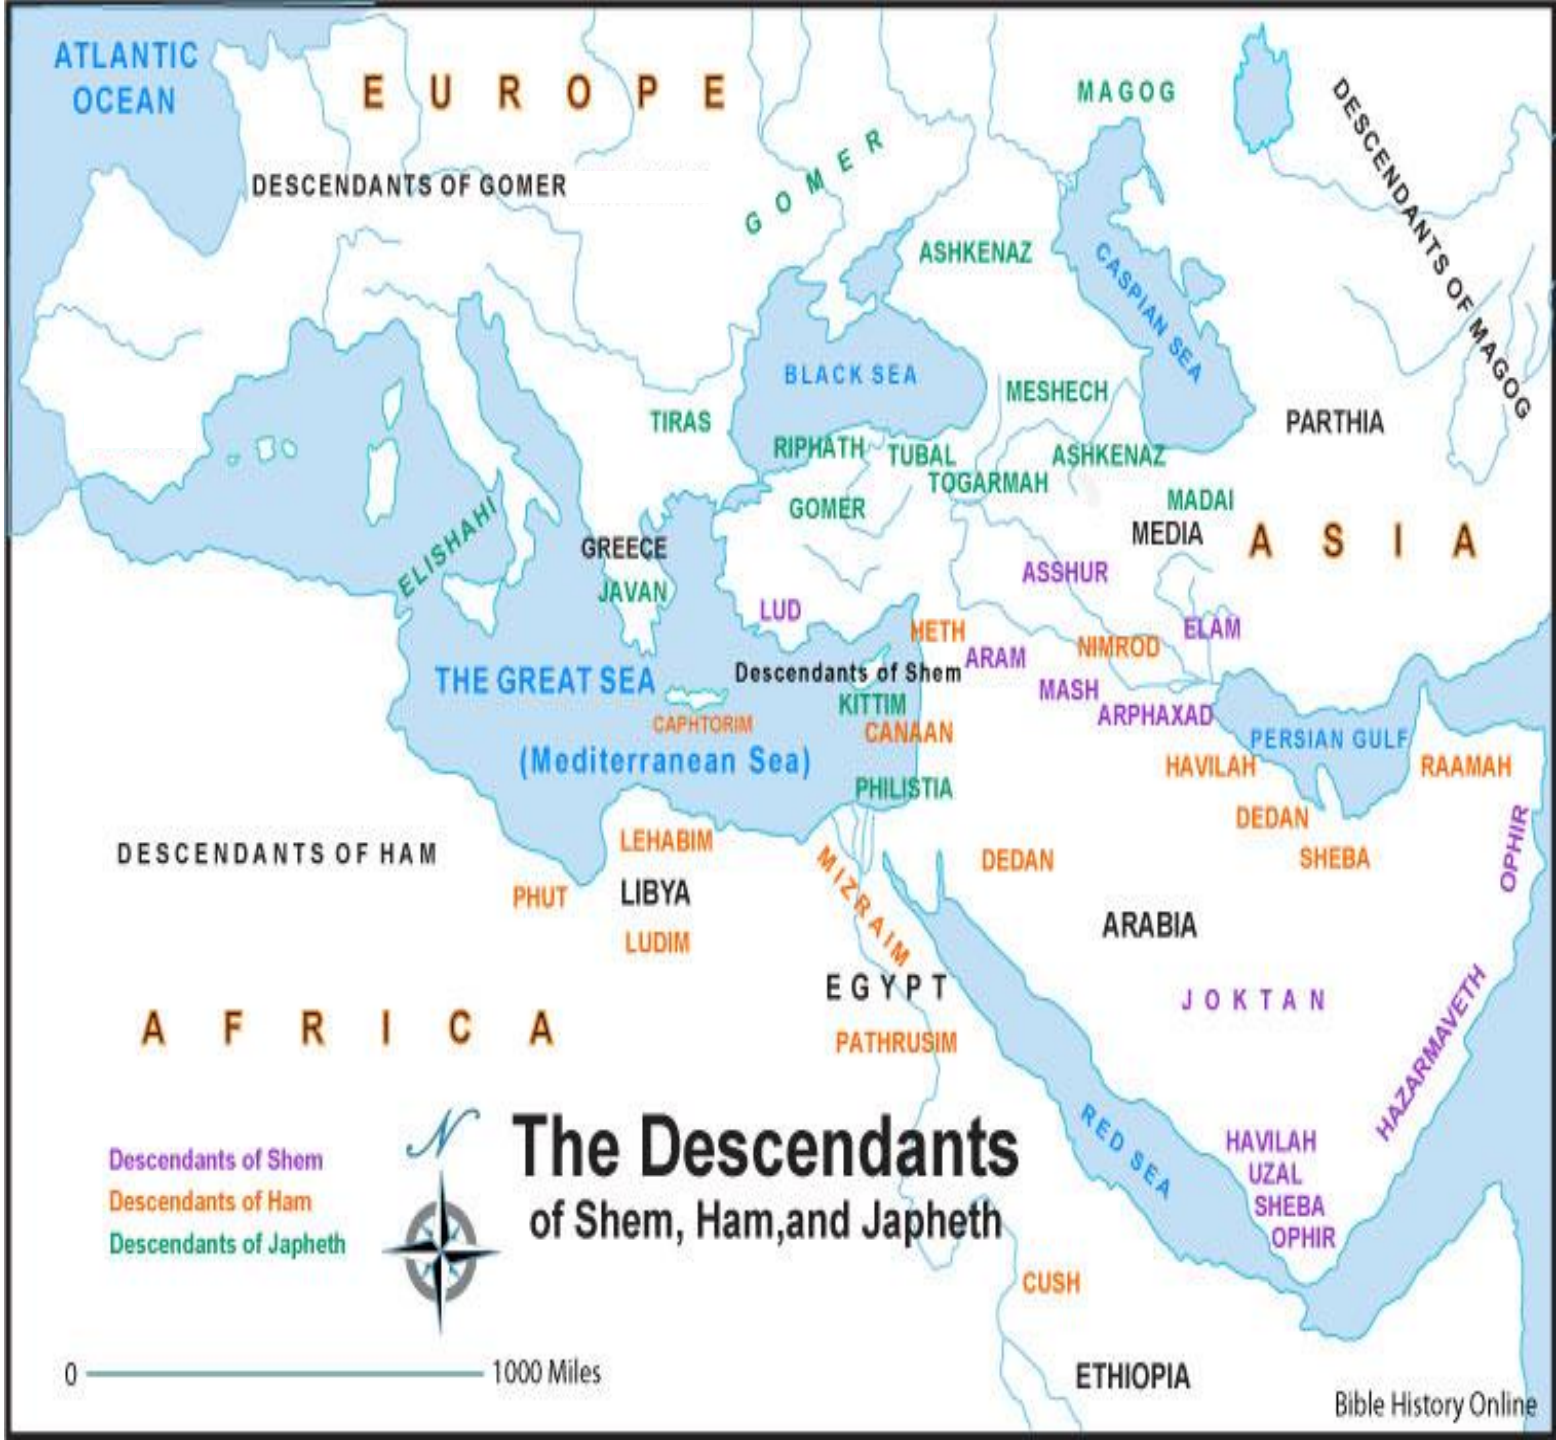 ATLANTIC
OCEAN
EUROPE
MAGOG
DESCENDANTS OF MAGOG
DESCENDANTS OF GOMER
GOMER
ASHKENAZ
CASPIAN SEA
BLACK SEA
MESHECH
TIRAS
PARTHIA
RIPHATH
TUBAL
ASHKENAZ
TOGARMAH
GOMER
MADAI
MEDIA
ASIA
ELISHAHI
GREECE
JAVAN
ASSHUR
LUD
HETH
ELAM
NIMROD
ARAM
Descendants of Shem
THE GREAT SEA
MASH
KITTIM
ARPHAXAD
CAPHTORIM
CANAAN
PERSIAN GULF
(Mediterranean Sea)
HAVILAH
RAAMAH
PHILISTIA
DEDAN
LEHABIM
DESCENDANTS OF HAM
MIZRAIM
DEDAN
SHEBA
OPHIR
PHUT
LIBYA
LUDIM
ARABIA
EGYPT
JOKTAN
AFRICA
PATHRUSIM
HAZARMAVETH
N
The Descendants
of Shem, Ham,and Japheth
RED SEA
HAVILAH
UZAL
SHEBA
OPHIR
Descendants of Shem
Descendants of Ham
Descendants of Japheth
CUSH
0
1000 Miles
ETHIOPIA
Bible History Online